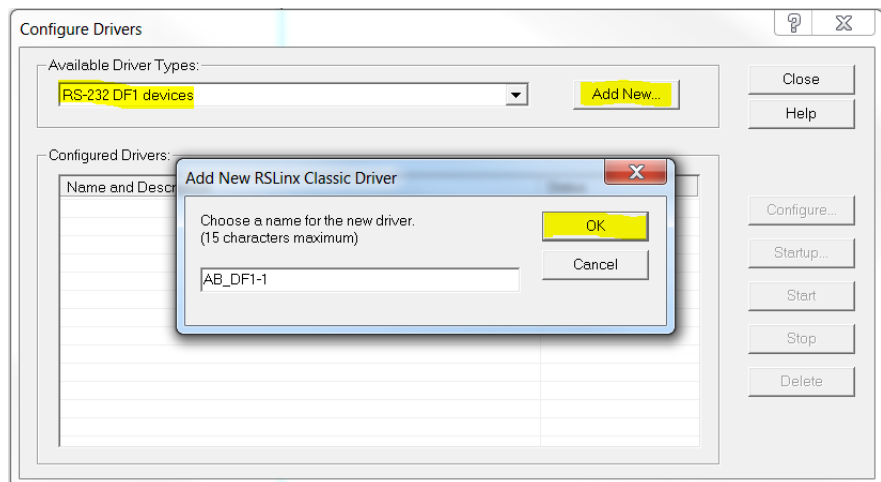 Configure Drivers
Available Driver Types:
RS-232 DF1 devices
Add New...
Close
Help
Configured Drivers:
Name and Descr
Status
Add New RSLinx Classic Driver
Choose a name for the new driver.
(15 characters maximum)
AB_DF1-1
OK
Cancel
Configure...
Startup...
Start
Stop
Delete